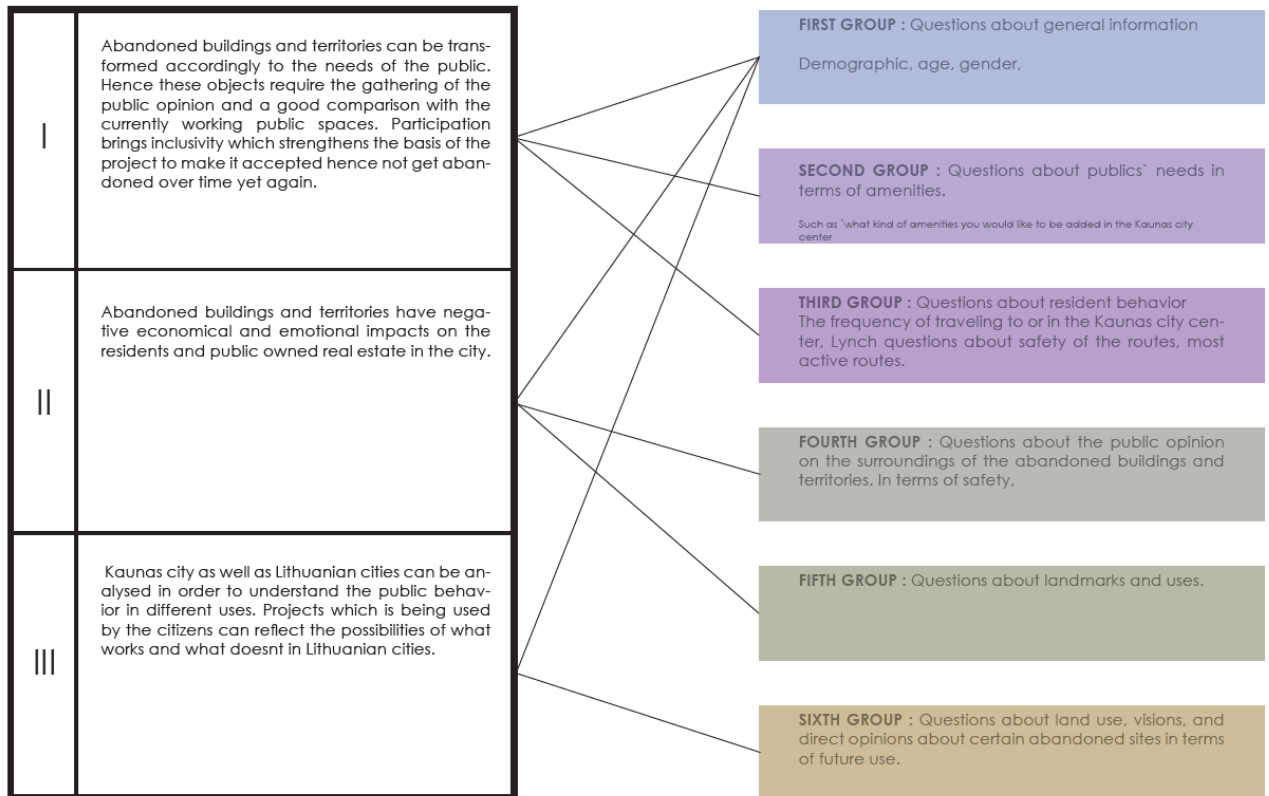 I
Abandoned buildings and territories can be trans-
formed accordingly to the needs of the public.
Hence these objects require the gathering of the
public opinion and a good comparison with the
currently working public spaces. Participation
brings inclusivity which strengthens the basis of the
project to make it accepted hence not get aban-
doned over time yet again.
II
Abandoned buildings and territories have nega-
tive economical and emotional impacts on the
residents and public owned real estate in the city.
III
Kaunas city as well as Lithuanian cities can be an-
alysed in order to understand the public behav-
ior in different uses. Projects which is being used
by the citizens can reflect the possibilities of what
works and what doesnt in Lithuanian cities.
FIRST GROUP : Questions about general information
Demographic, age, gender,
SECOND GROUP : Questions about publics` needs in
terms of amenities.
Such as `what kind of amenities you would like to be added in the Kaunas city
center
THIRD GROUP : Questions about resident behavior
The frequency of traveling to or in the Kaunas city cen-
ter, Lynch questions about safety of the routes, most
active routes.
FOURTH GROUP : Questions about the public opinion
on the surroundings of the abandoned buildings and
territories. In terms of safety,
FIFTH GROUP : Questions about landmarks and uses.
SIXTH GROUP : Questions about land use, visions, and
direct opinions about certain abandoned sites in terms
of future use.